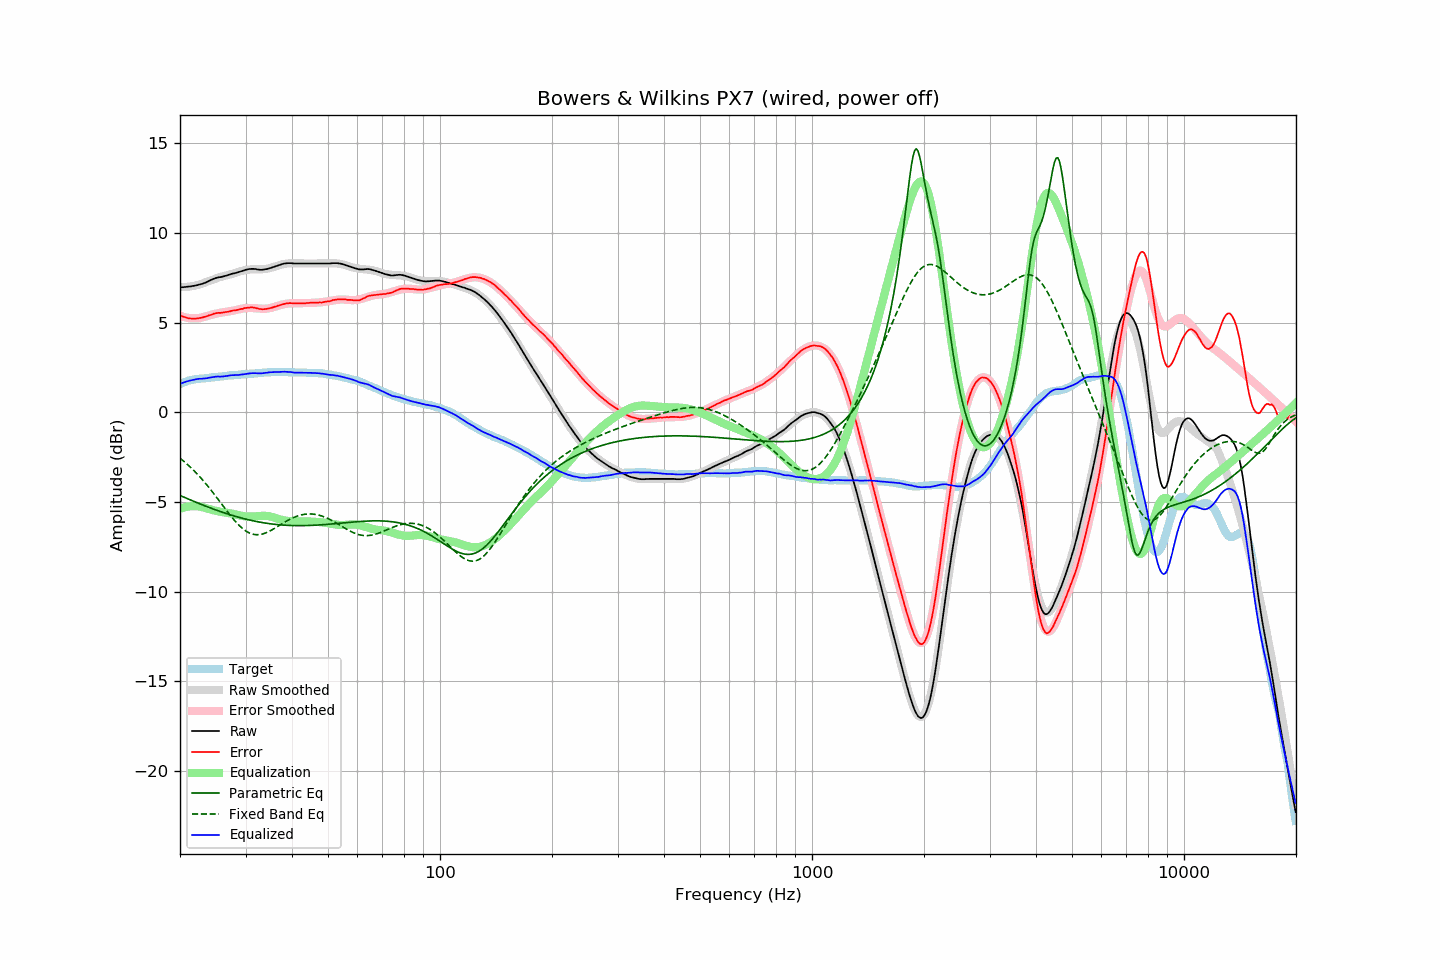 Bowers & Wilkins PX7 (wired, power off)
15
10
5
0
−5
−10
−15
−20
Amplitude (dBr)
Target
Raw Smoothed
Error Smoothed
Raw
Error
Equalization
Parametric Eq
Fixed Band Eq
Equalized
100
1000
10000
Frequency (Hz)